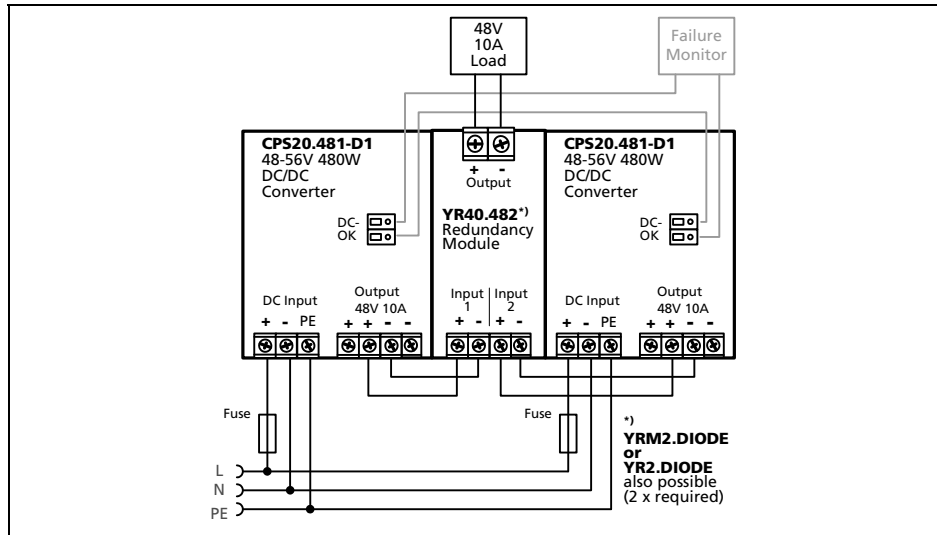 48V
10A
Load
Failure
Monitor
CPS20.481-D1
48-56V 480W
DC/DC
Converter
DC-
OK
DC Input
+ - PE
Output
48V 10A
+ + - -
+ -
Output
YR40.482*)
Redundancy
Module
Input
1
Input
2
+ - + -
CPS20.481-D1
48-56V 480W
DC/DC
Converter
DC-
OK
DC Input
+ - PE
Output
48V 10A
+ + - -
Fuse
Fuse
L
N
PE
*)
YRM2.DIODE
or
YR2.DIODE
also possible
(2 x required)